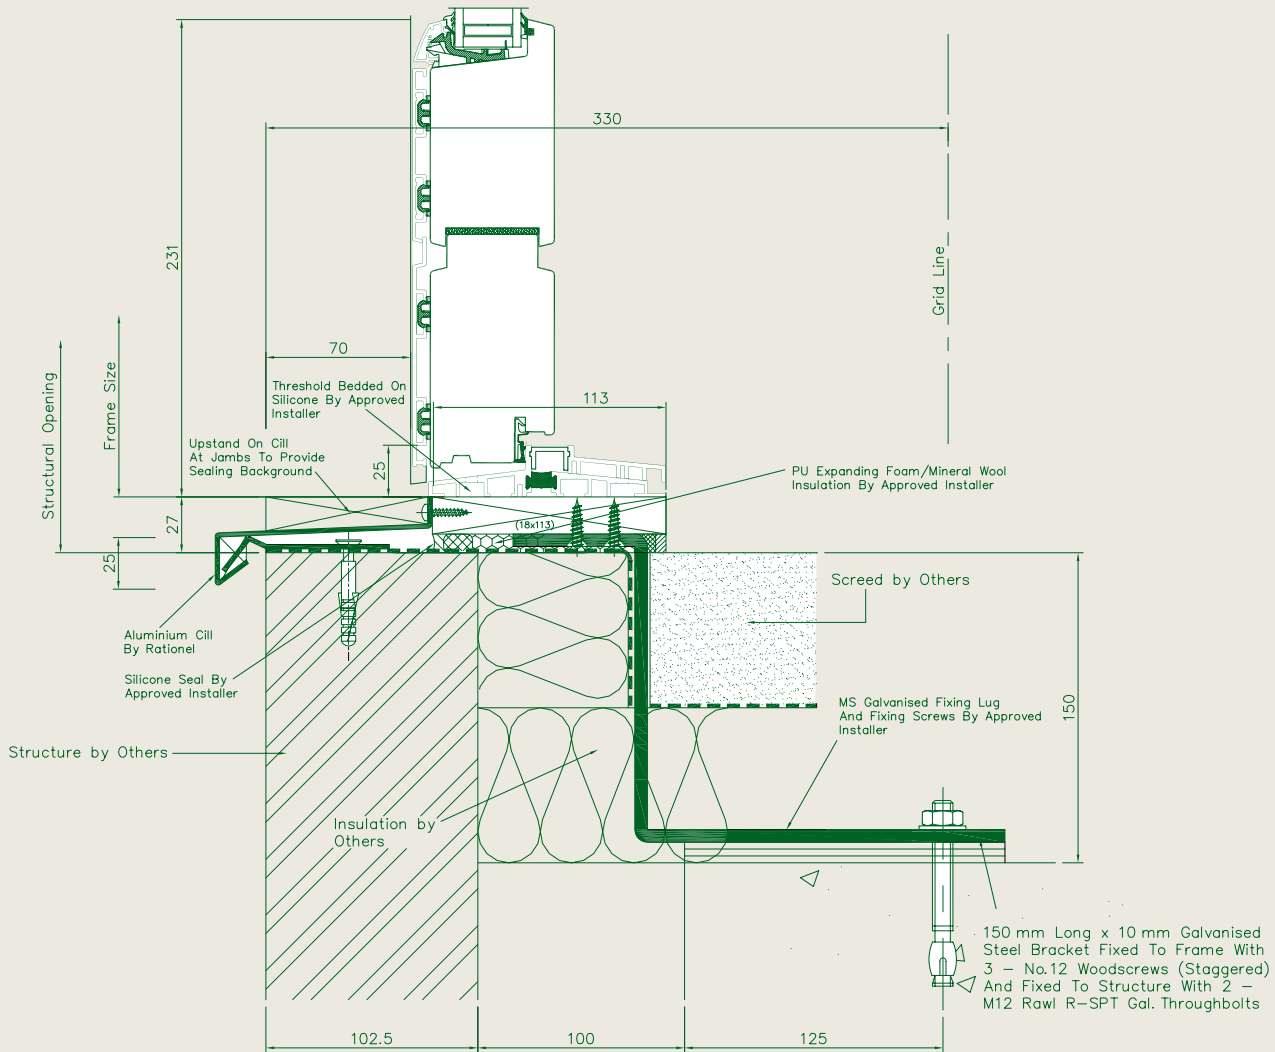 330
231
Grid Line
70
Frame Size
Structural Opening
Threshold Bedded On
Silicone By Approved
Installer
113
Upstand On Cill
At Jambs To Provide
Sealing Background
25
PU Expanding Foam/Mineral Wool
Insulation By Approved Installer
27
(18x113)
25
Screed by Others
Aluminium Cill
By Rationel
Silicone Seal By
Approved Installer
MS Galvanised Fixing Lug
And Fixing Screws By Approved
Installer
150
Structure by Others
Insulation by
Others
150 mm Long x 10 mm Galvanised
Steel Bracket Fixed To Frame With
3 – No.12 Woodscrews (Staggered)
And Fixed To Structure With 2 –
M12 Rawl R–SPT Gal. Throughbolts
102.5
100
125